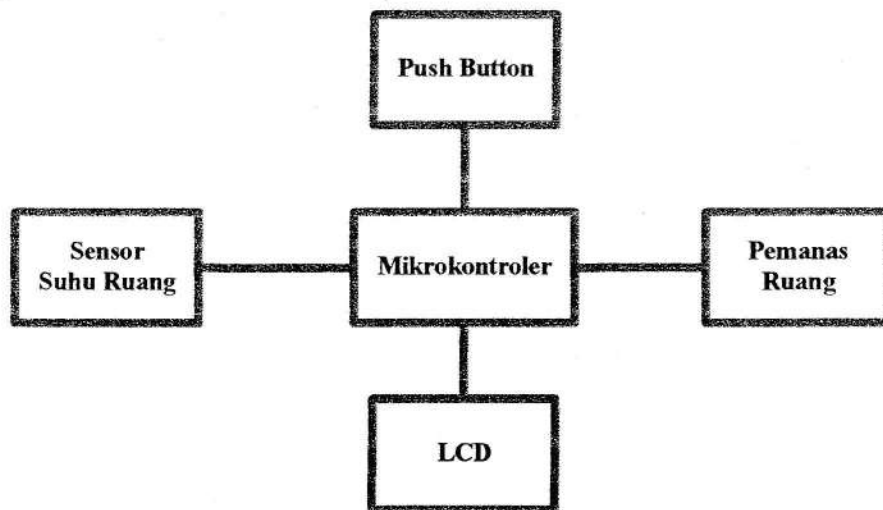 Push Button
Sensor
Suhu Ruang
Mikrokontroler
Pemanas
Ruang
LCD